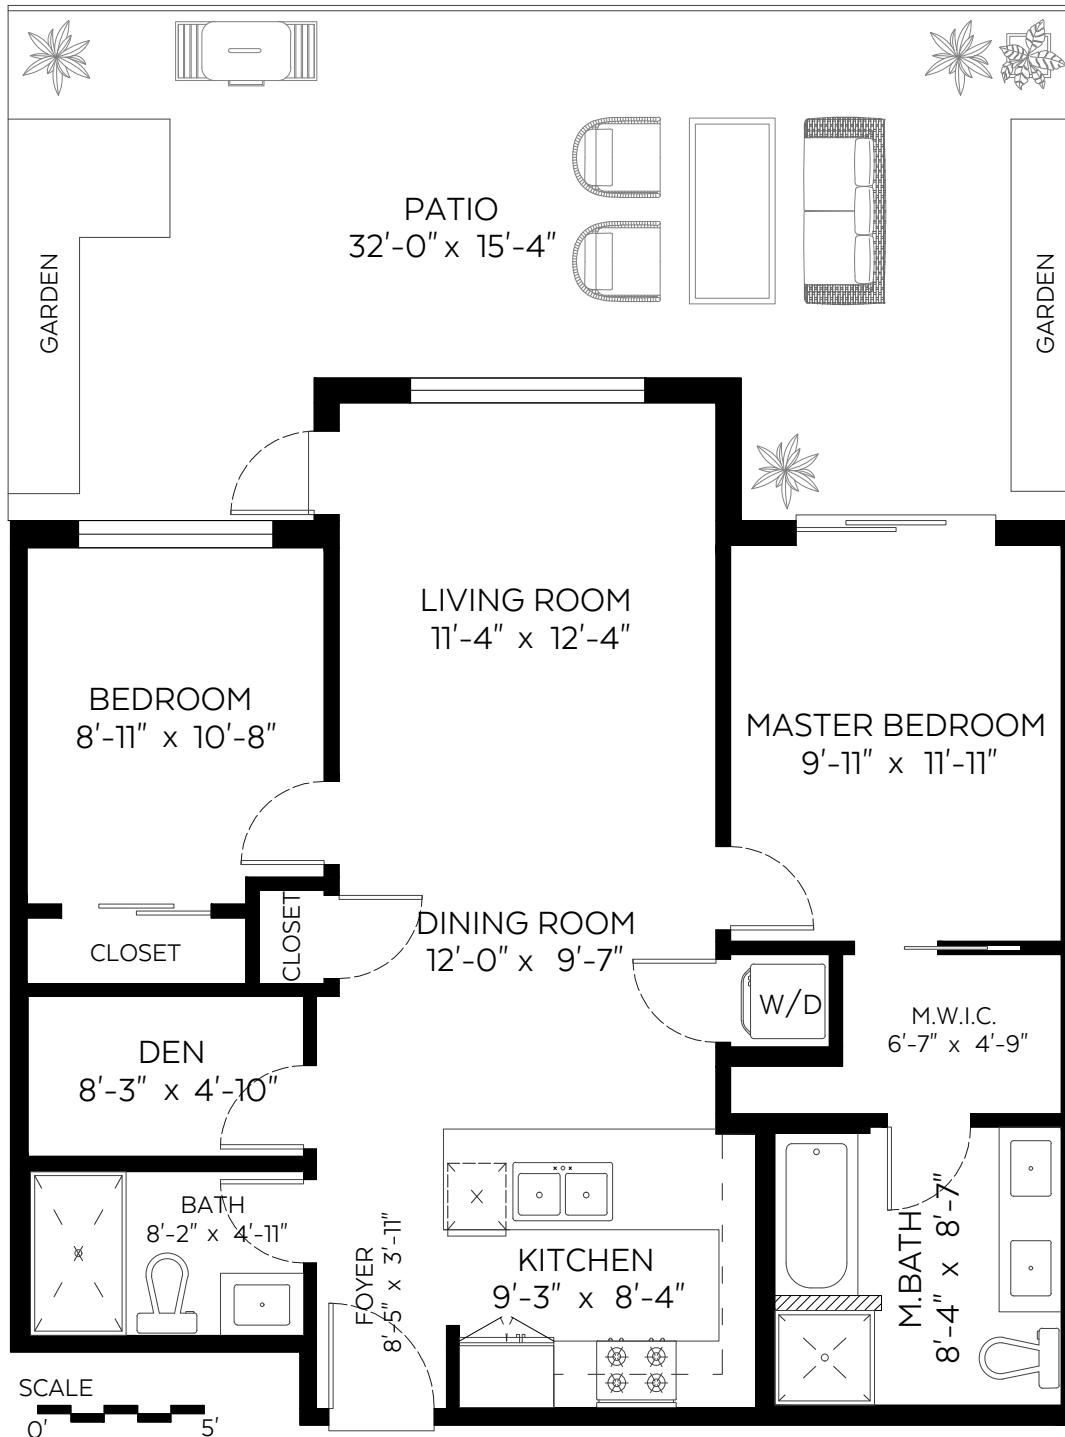 PATIO
32'-0" x 15'-4"
GARDEN
GARDEN
LIVING ROOM
11'-4" x 12'-4"
BEDROOM
8'-11" x 10'-8"
MASTER BEDROOM
9'-11" x 11'-11"
CLOSET
CLOSET
DINING ROOM
12'-0" x 9'-7"
W/D
M.W.I.C.
6'-7" x 4'-9"
DEN
8'-3" x 4'-10"
BATH
8'-2" x 4'-11"
FOYER
8'-5" x 3'-11"
KITCHEN
9'-3" x 8'-4"
M.BATH
8'-4" x 8'-7"
SCALE
0' 5'